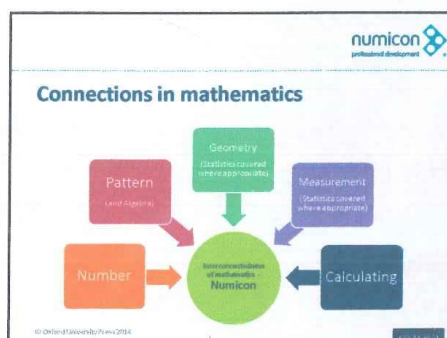 numicon
professional development
Connections in mathematics
Geometry
(Statistics covered
where appropriate)
Pattern
(and Algebra)
Measurement
(Statistics covered
where appropriate)
Number
Interconnectedness
of mathematics -
Numicon
Calculating
© Oxford University Press 2014